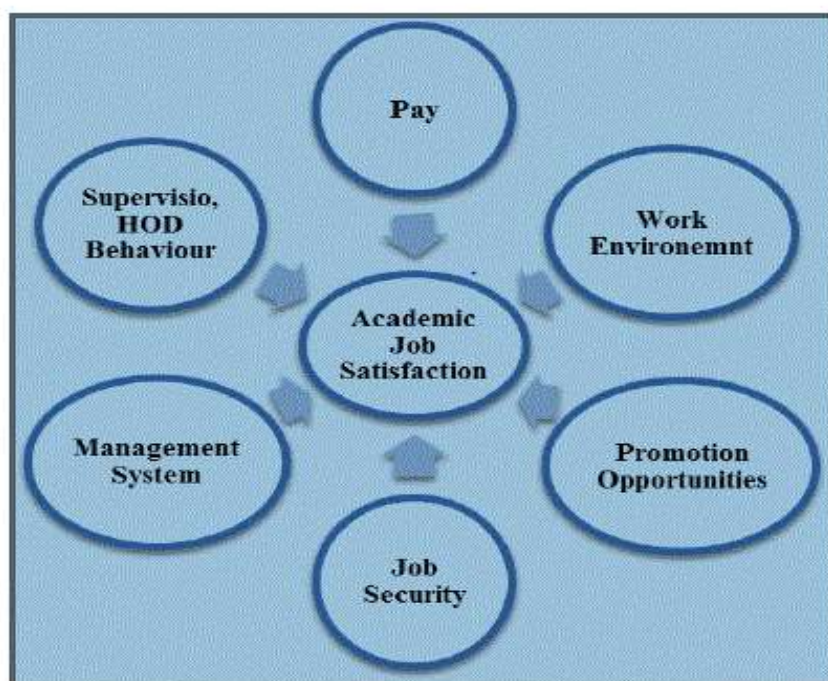 Pay
Supervisio,
HOD
Behaviour
Work
Environemnt
Academic
Job
Satisfaction
Management
System
Promotion
Opportunities
Job
Security